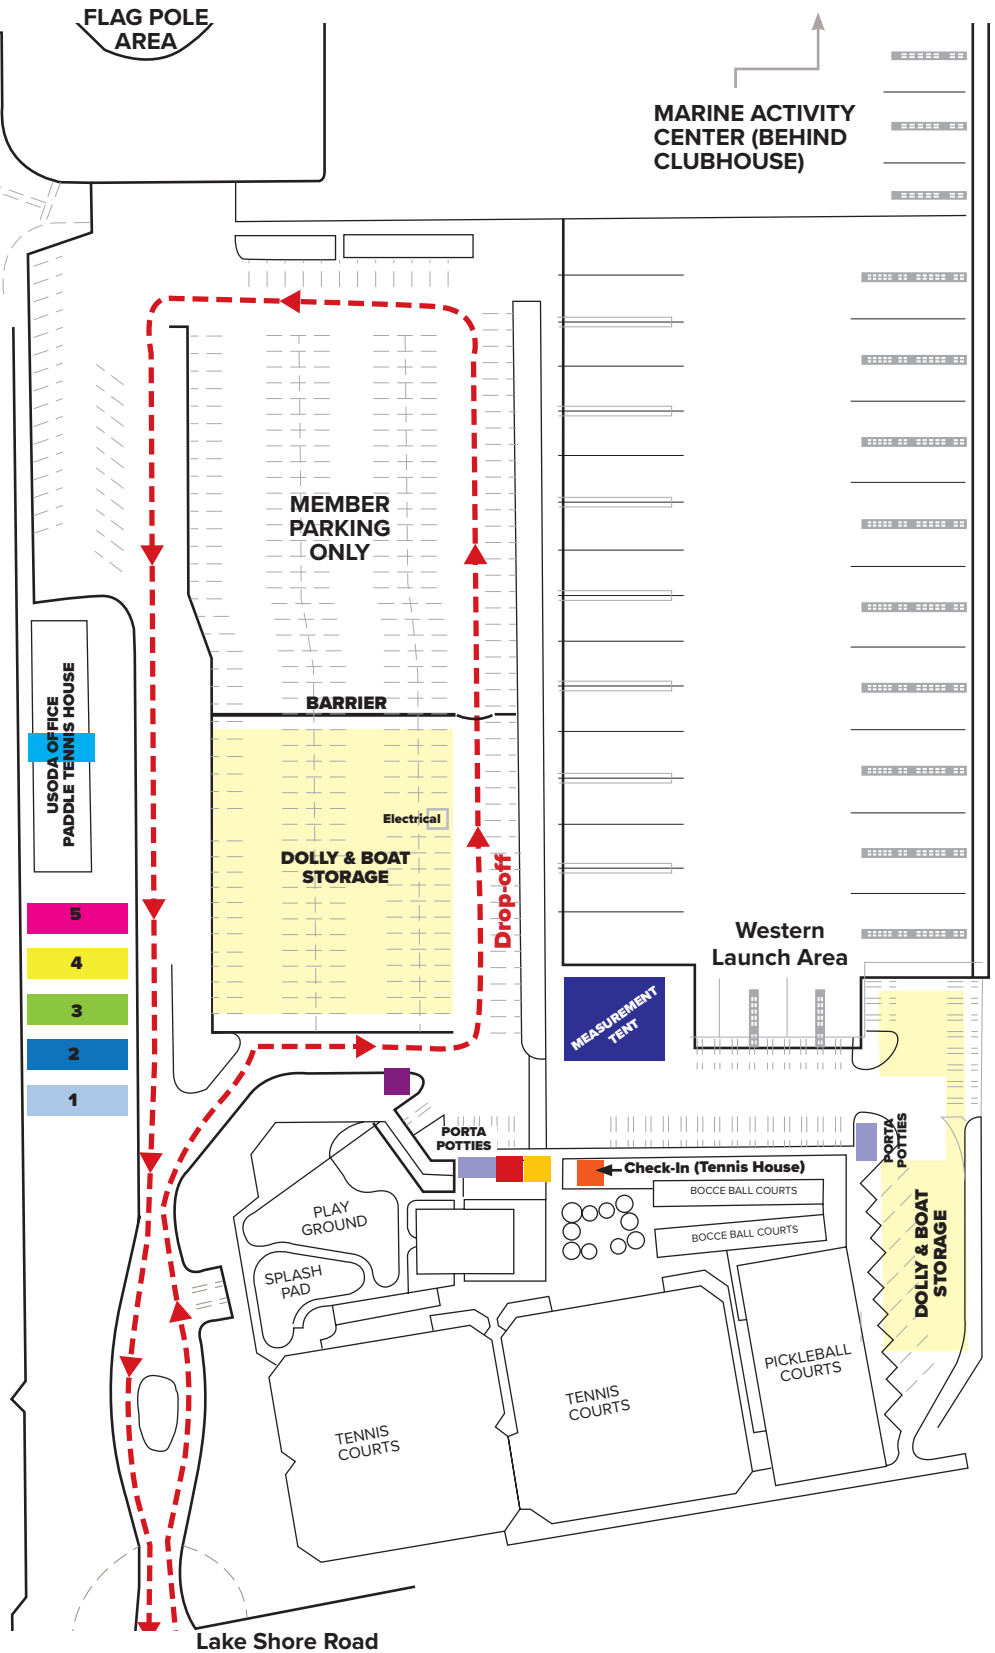 FLAG POLE
AREA
MARINE ACTIVITY
CENTER (BEHIND
CLUBHOUSE)
MEMBER
PARKING
ONLY
BARRIER
USODA OFFICE
PADDLE TENNIS HOUSE
Electrical
DOLLY & BOAT
STORAGE
Drop-off
5
4
3
2
1
Western
Launch Area
MEASUREMENT
TENT
PORTA
POTTIES
Check-In (Tennis House)
PORTA
POTTIES
BOCCE BALL COURTS
BOCCE BALL COURTS
PLAY
GROUND
SPLASH
PAD
DOLLY & BOAT
STORAGE
PICKLEBALL
COURTS
TENNIS
COURTS
TENNIS
COURTS
Lake Shore Road